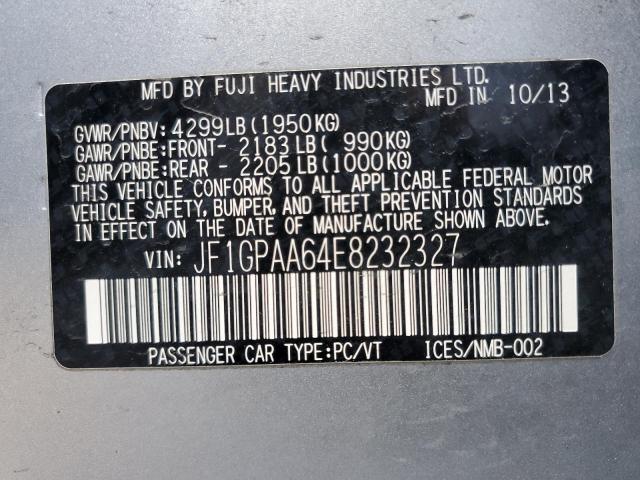 MFD BY FUJI HEAVY INDUSTRIES LTD.
MFD IN 10/13
GVWR/PNBV: 4299LB(1950KG)
GAWR/PNBE: FRONT- 2183LB( 990KG)
GAWR/PNBE: REAR - 2205LB(1000KG)
THIS VEHICLE CONFORMS TO ALL APPLICABLE FEDERAL MOTOR
VEHICLE SAFETY, BUMPER, AND THEFT PREVENTION STANDARDS
IN EFFECT ON THE DATE OF MANUFACTURE SHOWN ABOVE.
VIN: JF1GPAA64E8232327
PASSENGER CAR TYPE:PC/VT ICES/NMB-002